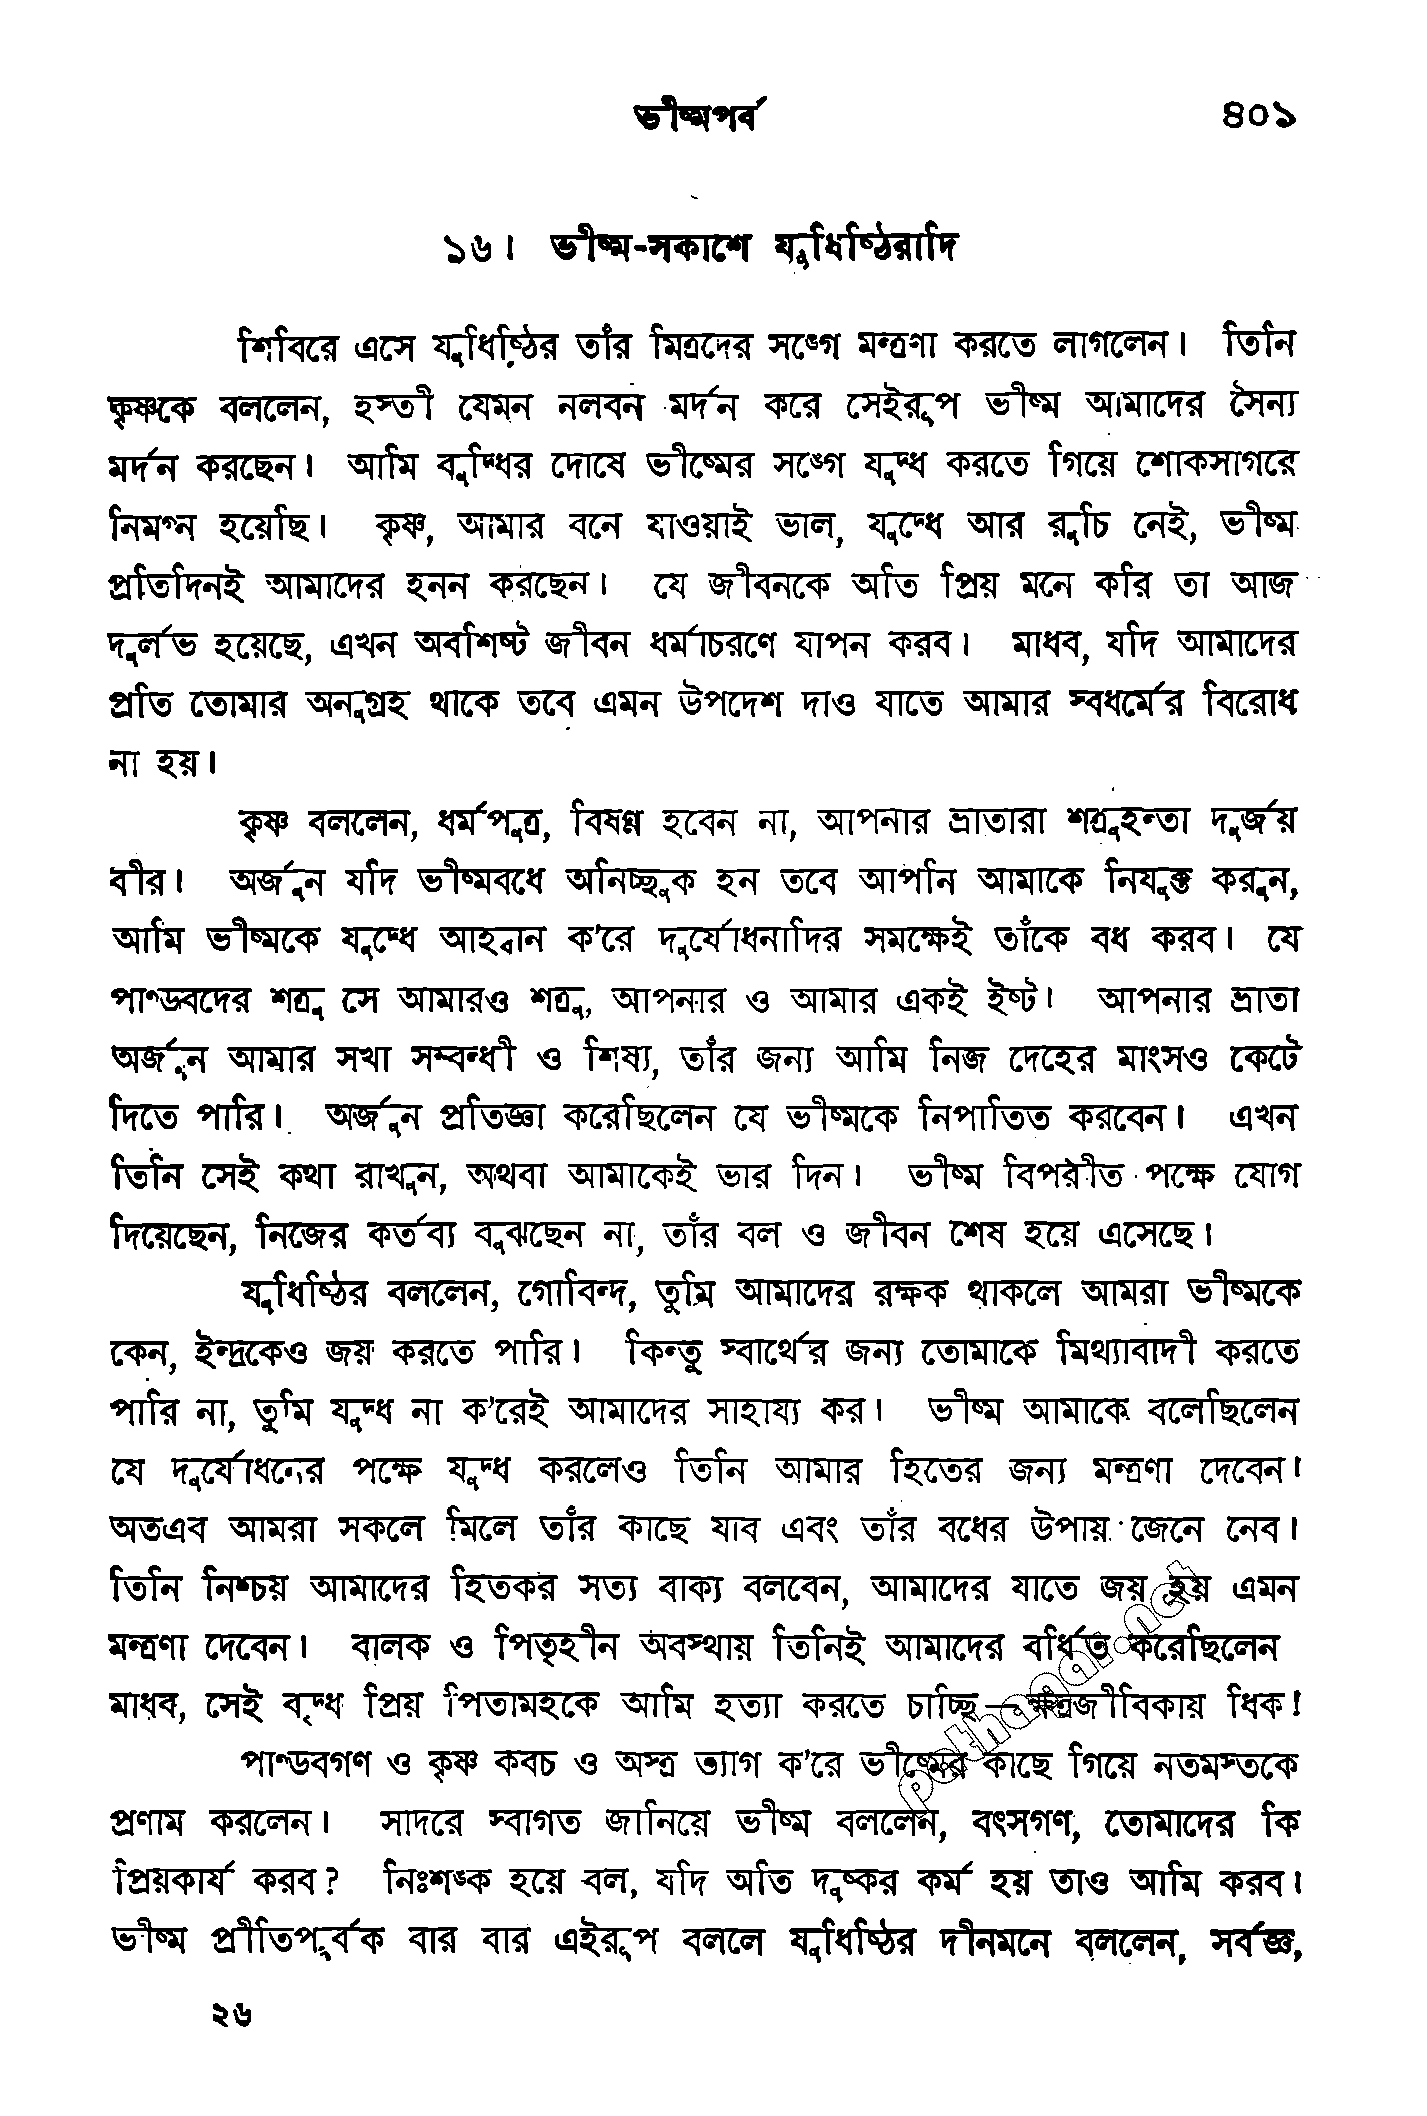 ভীষ্মপর্ব ৪০১
১৬। ভীষ্ম-সকাশে যুধিষ্ঠিরাদি
শিবিরে এসে যুধিষ্ঠির তাঁর মিত্রদের সঙ্গে মন্ত্রণা করতে লাগলেন। তিনি
কৃষ্ণকে বললেন, হস্তী যেমন নলবন মর্দন করে সেইরূপ ভীষ্ম আমাদের সৈন্য
মর্দন করছেন। আমি বুদ্ধির দোষে ভীষ্মের সঙ্গে যুদ্ধ করতে গিয়ে শোকসাগরে
নিমগ্ন হয়েছি। কৃষ্ণ, আমার বনে যাওয়াই ভাল, যুদ্ধে আর রুচি নেই, ভীষ্ম
প্রতিদিনই আমাদের হনন করছেন। যে জীবনকে অতি প্রিয় মনে করি তা আজ
দুর্লভ হয়েছে, এখন অবশিষ্ট জীবন ধর্মাচরণে যাপন করব। মাধব, যদি আমাদের
প্রতি তোমার অনুগ্রহ থাকে তবে এমন উপদেশ দাও যাতে আমার স্বধর্মের বিরোধ
না হয়।
কৃষ্ণ বললেন, ধর্মপুত্র, বিষণ্ণ হবেন না, আপনার ভ্রাতারা শত্রুহন্তা দুর্জয়
বীর। অর্জুন যদি ভীষ্মবধে অনিচ্ছুক হন তবে আপনি আমাকে নিযুক্ত করুন,
আমি ভীষ্মকে যুদ্ধে আহ্বান ক'রে দুর্যোধনাদির সমক্ষেই তাঁকে বধ করব। যে
পাণ্ডবদের শত্রু সে আমারও শত্রু, আপনার ও আমার একই ইষ্ট। আপনার ভ্রাতা
অর্জুন আমার সখা সম্বন্ধী ও শিষ্য, তাঁর জন্য আমি নিজ দেহের মাংসও কেটে
দিতে পারি। অর্জুন প্রতিজ্ঞা করেছিলেন যে ভীষ্মকে নিপাতিত করবেন। এখন
তিনি সেই কথা রাখুন, অথবা আমাকেই ভার দিন। ভীষ্ম বিপরীত পক্ষে যোগ
দিয়েছেন, নিজের কর্তব্য বুঝছেন না, তাঁর বল ও জীবন শেষ হয়ে এসেছে।
যুধিষ্ঠির বললেন, গোবিন্দ, তুমি আমাদের রক্ষক থাকলে আমরা ভীষ্মকে
কেন, ইন্দ্রকেও জয় করতে পারি। কিন্তু স্বার্থের জন্য তোমাকে মিথ্যাবাদী করতে
পারি না, তুমি যুদ্ধ না ক'রেই আমাদের সাহায্য কর। ভীষ্ম আমাকে বলেছিলেন
যে দুর্যোধনের পক্ষে যুদ্ধ করলেও তিনি আমার হিতের জন্য মন্ত্রণা দেবেন।
অতএব আমরা সকলে মিলে তাঁর কাছে যাব এবং তাঁর বধের উপায় জেনে নেব।
তিনি নিশ্চয় আমাদের হিতকর সত্য বাক্য বলবেন, আমাদের যাতে জয় হয় এমন
মন্ত্রণা দেবেন। বালক ও পিতৃহীন অবস্থায় তিনিই আমাদের বর্ধিত করেছিলেন
মাধব, সেই বৃদ্ধ প্রিয় পিতামহকে আমি হত্যা করতে চাচ্ছি — ক্ষত্রজীবিকায় ধিক!
পাণ্ডবগণ ও কৃষ্ণ কবচ ও অস্ত্র ত্যাগ ক'রে ভীষ্মের কাছে গিয়ে নতমস্তকে
প্রণাম করলেন। সাদরে স্বাগত জানিয়ে ভীষ্ম বললেন, বৎসগণ, তোমাদের কি
প্রিয়কার্য করব? নিঃশঙ্ক হয়ে বল, যদি অতি দুষ্কর কর্ম হয় তাও আমি করব।
ভীষ্ম প্রীতিপূর্বক বার বার এইরূপ বললে যুধিষ্ঠির দীনমনে বললেন, সর্বজ্ঞ,
২৬
pathagar.net